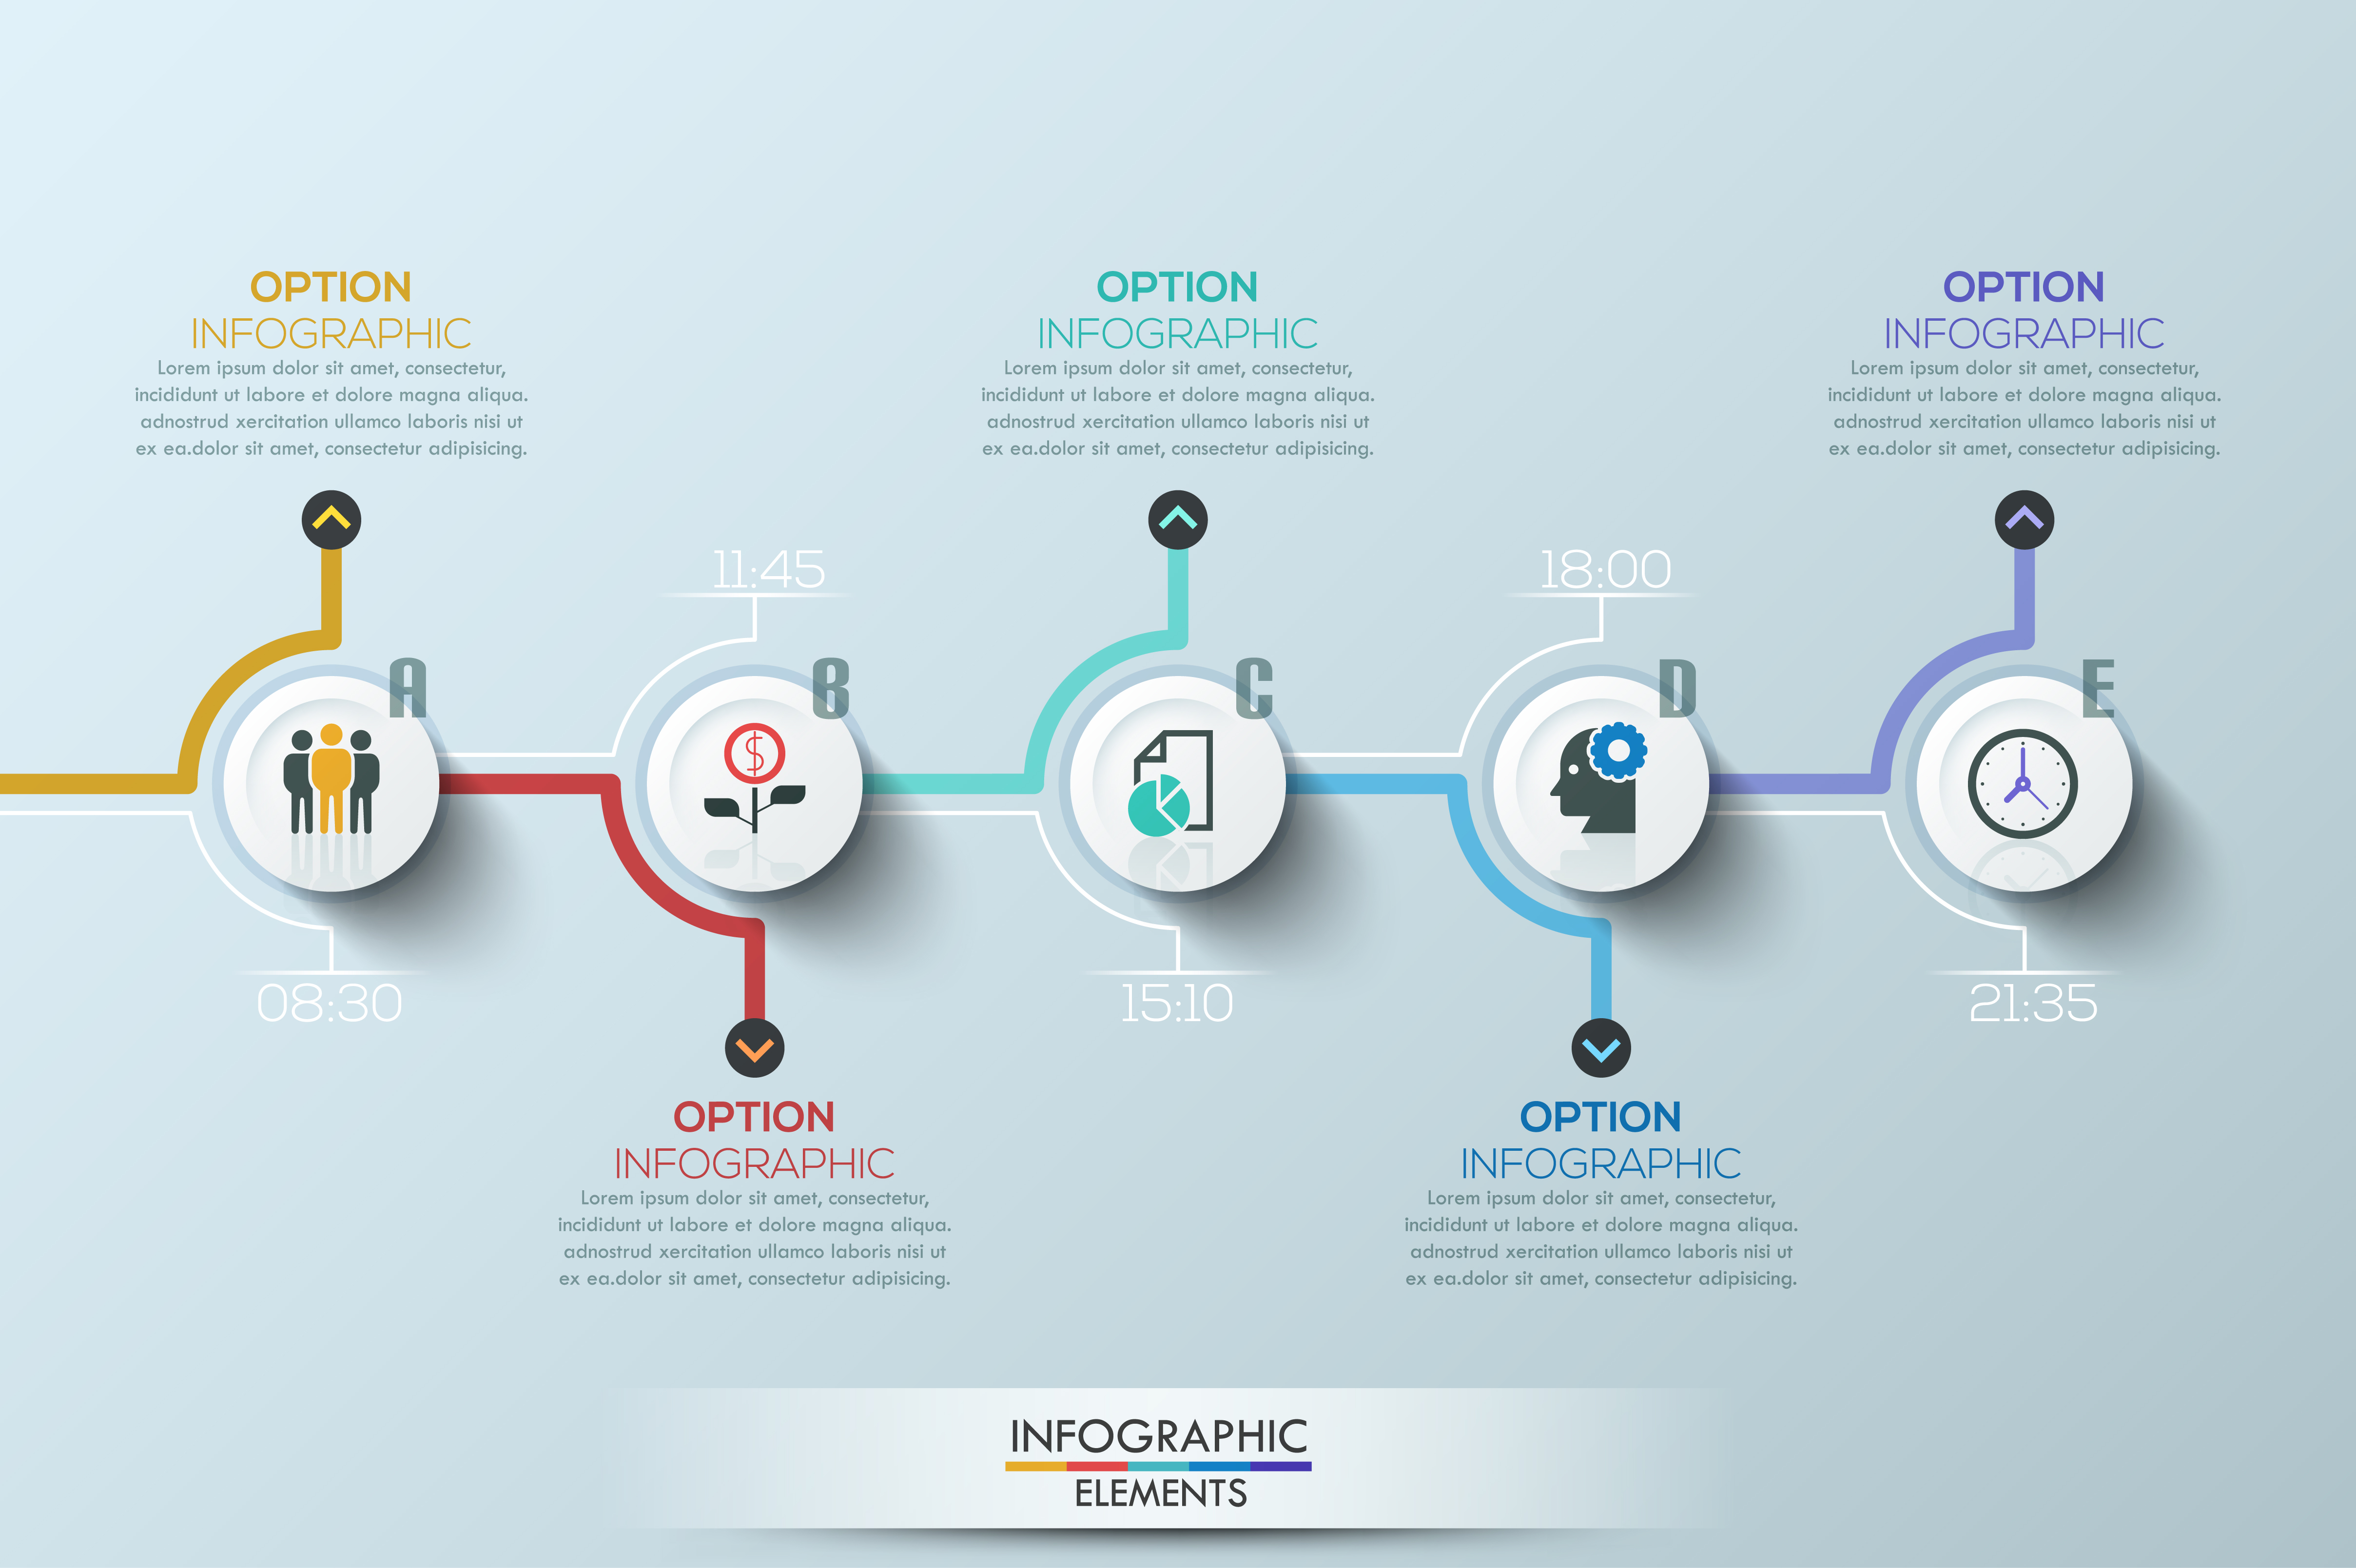 OPTION
INFOGRAPHIC
Lorem ipsum dolor sit amet, consectetur,
incididunt ut labore et dolore magna aliqua.
adnostrud xercitation ullamco laboris nisi ut
ex ea.dolor sit amet, consectetur adipisicing.
OPTION
INFOGRAPHIC
Lorem ipsum dolor sit amet, consectetur,
incididunt ut labore et dolore magna aliqua.
adnostrud xercitation ullamco laboris nisi ut
ex ea.dolor sit amet, consectetur adipisicing.
OPTION
INFOGRAPHIC
Lorem ipsum dolor sit amet, consectetur,
incididunt ut labore et dolore magna aliqua.
adnostrud xercitation ullamco laboris nisi ut
ex ea.dolor sit amet, consectetur adipisicing.
11:45
18:00
A
B
C
D
E
$
08:30
15:10
21:35
OPTION
INFOGRAPHIC
Lorem ipsum dolor sit amet, consectetur,
incididunt ut labore et dolore magna aliqua.
adnostrud xercitation ullamco laboris nisi ut
ex ea.dolor sit amet, consectetur adipisicing.
OPTION
INFOGRAPHIC
Lorem ipsum dolor sit amet, consectetur,
incididunt ut labore et dolore magna aliqua.
adnostrud xercitation ullamco laboris nisi ut
ex ea.dolor sit amet, consectetur adipisicing.
INFOGRAPHIC
ELEMENTS